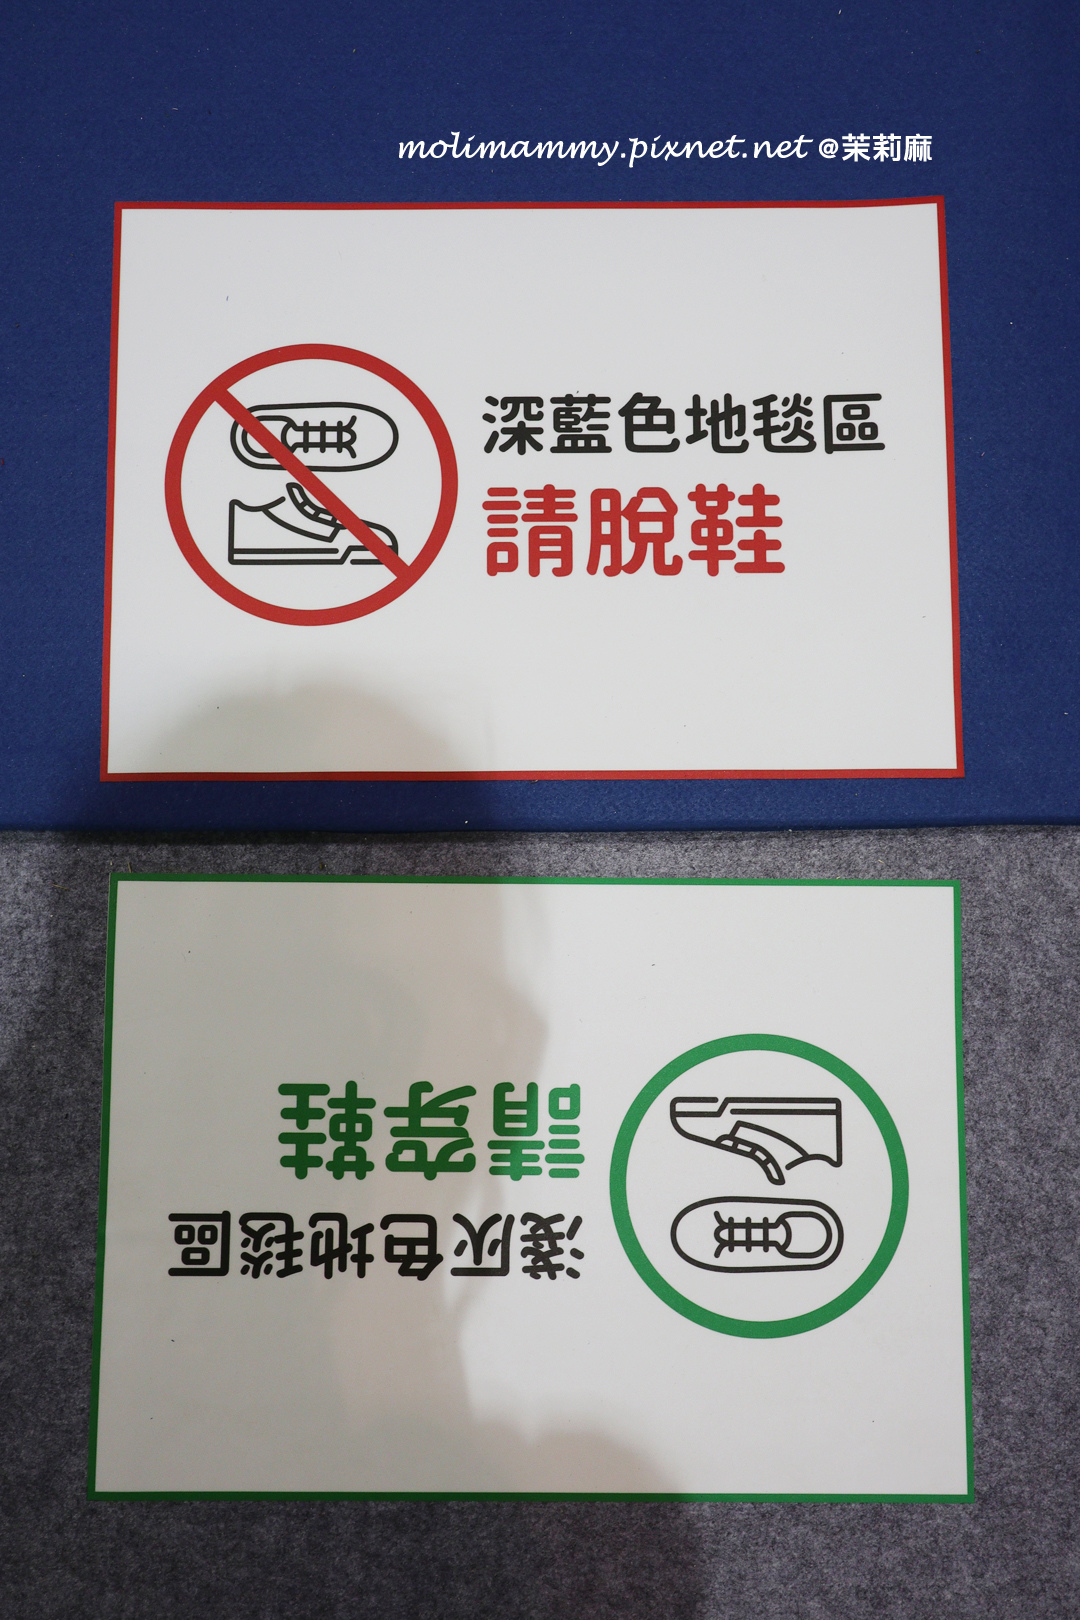 molimammy.pixnet.net @茉莉麻
深藍色地毯區
請脫鞋
淺灰色地毯區
請穿鞋